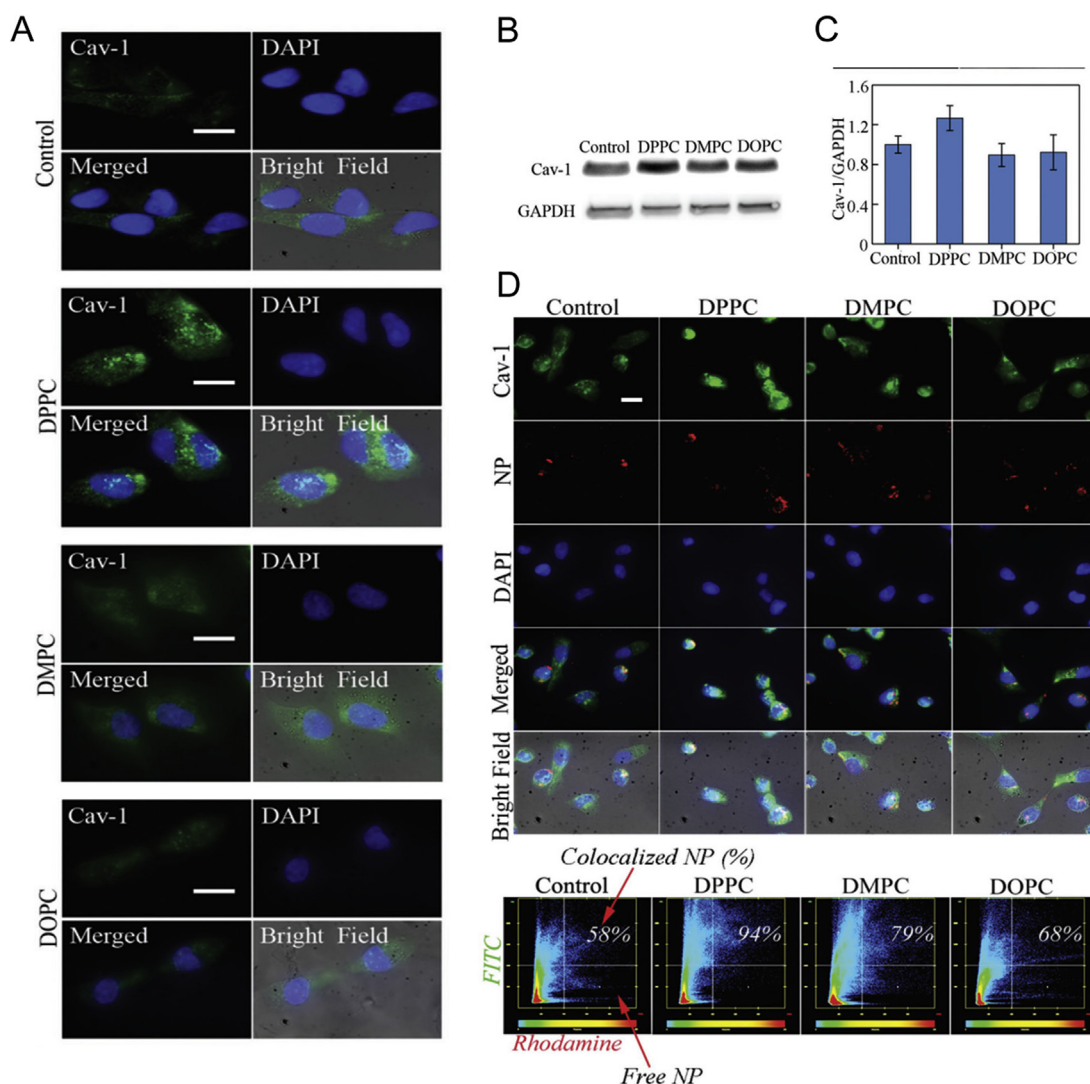 A
Cav-1 DAPI
Control
Merged Bright Field
Cav-1 DAPI
DPPC
Merged Bright Field
Cav-1 DAPI
DMPC
Merged Bright Field
Cav-1 DAPI
DOPC
Merged Bright Field
B
Control DPPC DMPC DOPC
Cav-1
GAPDH
C
Cav-1/GAPDH
1.6
1.2
0.8
0.4
0
Control DPPC DMPC DOPC
D
Control DPPC DMPC DOPC
Cav-1
NP
DAPI
Merged
Bright Field
Colocalized NP (%)
Control DPPC DMPC DOPC
58% 94% 79% 68%
FITC
Rhodamine
Free NP